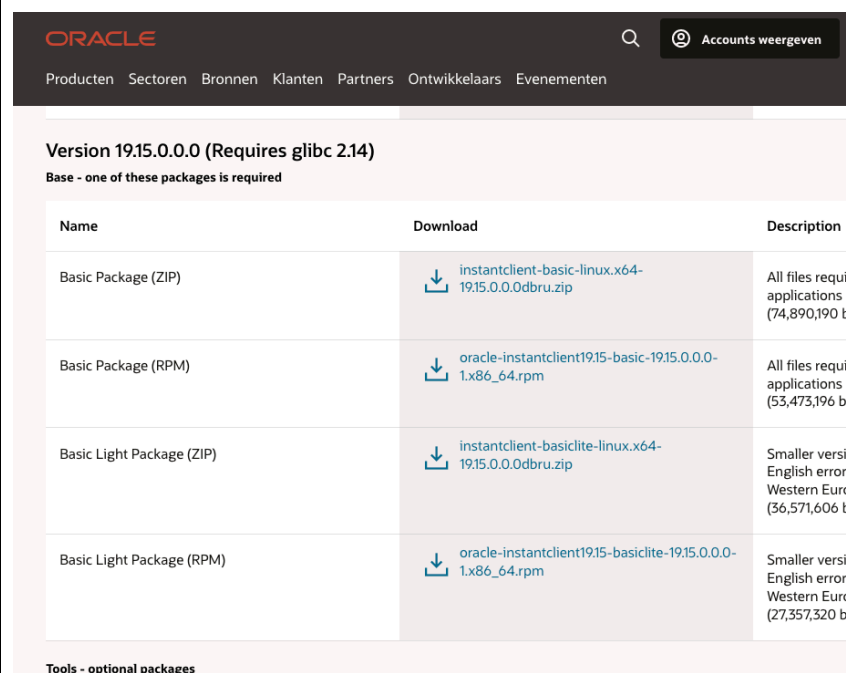 ORACLE
Accounts weergeven
Producten Sectoren Bronnen Klanten Partners Ontwikkelaars Evenementen
Version 19.15.0.0.0 (Requires glibc 2.14)
Base - one of these packages is required
Name Download Description
Basic Package (ZIP)
instantclient-basic-linux.x64-
19.15.0.0.0dbru.zip
All files requi
applications
(74,890,190 b
Basic Package (RPM)
oracle-instantclient19.15-basic-19.15.0.0.0-
1.x86_64.rpm
All files requi
applications
(53,473,196 b
Basic Light Package (ZIP)
instantclient-basiclite-linux.x64-
19.15.0.0.0dbru.zip
Smaller versi
English error
Western Euro
(36,571,606 b
Basic Light Package (RPM)
oracle-instantclient19.15-basiclite-19.15.0.0.0-
1.x86_64.rpm
Smaller versi
English error
Western Euro
(27,357,320 b
Tools - optional packages